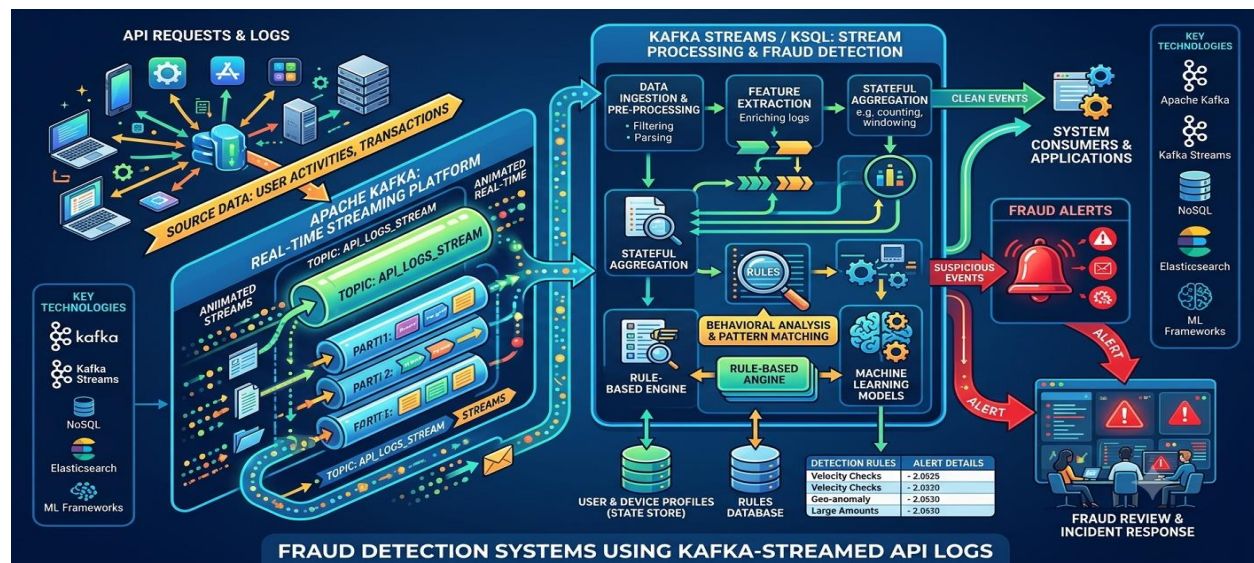 API REQUESTS & LOGS
SOURCE DATA: USER ACTIVITIES, TRANSACTIONS
APACHE KAFKA:
REAL-TIME STREAMING PLATFORM
TOPIC: API_LOGS_STREAM
ANIMATED
REAL-TIME
ANIIMATED
STREAMS
TOPIC: API_LOGS_STREAM
PARTI 1:
PARTI 2:
TOPIC: API_LOGS_STREAM
STREAMS
KEY
TECHNOLOGIES
kafka
Kafka
Streams
NoSQL
Elasticsearch
ML Frameworks
KAFKA STREAMS / KSQL: STREAM
PROCESSING & FRAUD DETECTION
DATA
INGESTION &
PRE-PROCESSING
• Filtering
• Parsing
FEATURE
EXTRACTION
Enriching logs
STATEFUL
AGGREGATION
e.g, counting,
windowing
STATEFUL
AGGREGATION
RULES
BEHAVIORAL ANALYSIS
& PATTERN MATCHING
RULE-
BASED ENGINE
RULE-BASED
ANGINE
MACHINE
LEARNING
MODELS
USER & DEVICE PROFILES
(STATE STORE)
RULES
DATABASE
DETECTION RULES ALERT DETAILS
Velocity Checks - 2.0525
Velocity Checks - 2.0320
Geo-anomaly - 2.0530
Large Amounts - 2.0630
CLEAN EVENTS
SYSTEM
CONSUMERS &
APPLICATIONS
SUSPICIOUS
EVENTS
FRAUD ALERTS
ALERT
ALERT
FRAUD REVIEW &
INCIDENT RESPONSE
KEY
TECHNOLOGIES
Apache Kafka
Kafka Streams
NoSQL
Elasticsearch
ML Frameworks
FRAUD DETECTION SYSTEMS USING KAFKA-STREAMED API LOGS